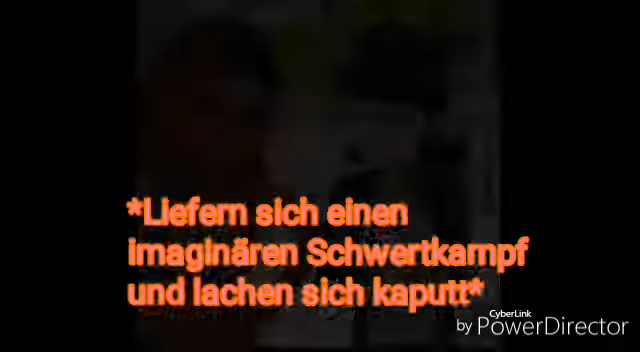 *Liefern sich einen
imaginären Schwertkampf
und lachen sich kaputt*
CyberLink
by PowerDirector